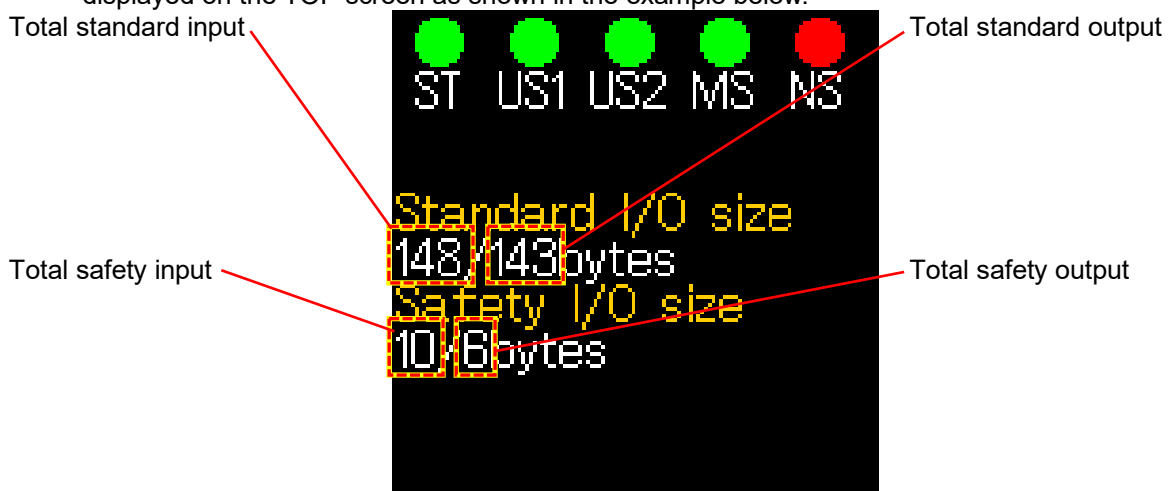 displayed on the TOP screen as shown in the example below.
Total standard input
Total standard output
ST US1 US2 MS NS
Standard I/O size
148/143bytes
Total safety input
Total safety output
Safety I/O size
10/6bytes